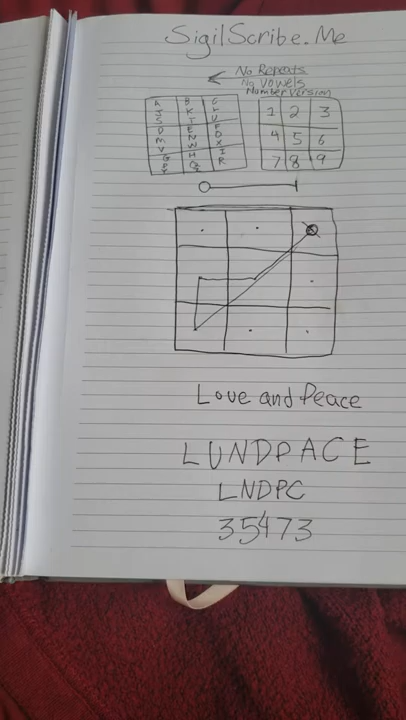 SigilScribe.Me
← No Repeats
No Vowels
Number Version
A B C
J K L
S T U
D E F
M N O
V W X
G H I
P Q R
Y Z
1 2 3
4 5 6
7 8 9
Love and Peace
LUNDPACE
LNDPC
35473